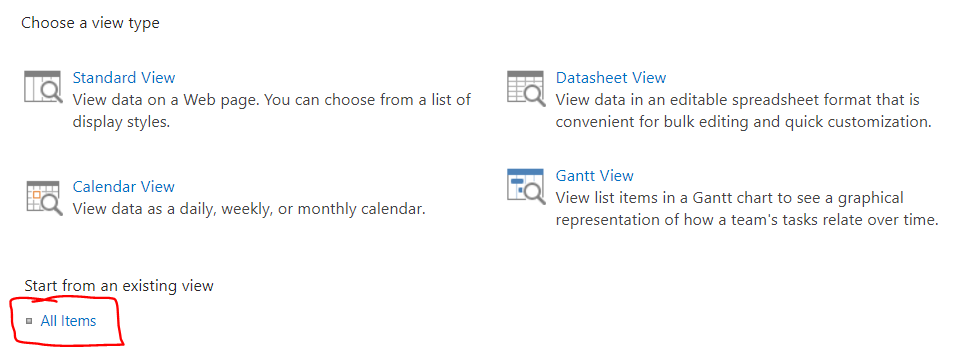 Choose a view type
Standard View
View data on a Web page. You can choose from a list of
display styles.
Datasheet View
View data in an editable spreadsheet format that is
convenient for bulk editing and quick customization.
Calendar View
View data as a daily, weekly, or monthly calendar.
Gantt View
View list items in a Gantt chart to see a graphical
representation of how a team's tasks relate over time.
Start from an existing view
All Items